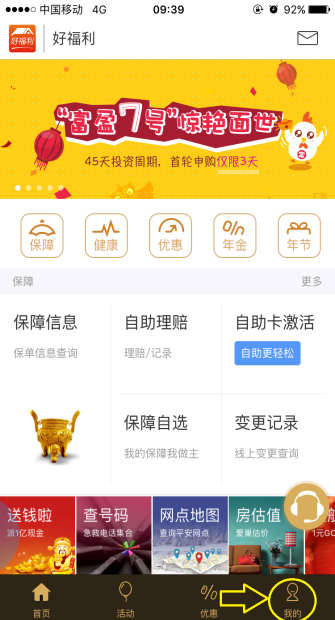 中国移动 4G 09:39 92%
好福利 好福利
“富盈7号”惊艳面世
45天投资周期，首轮申购仅限3天
保障 健康 优惠 年金 年节
保障 更多
保障信息 自助理赔 自助卡激活
保单信息查询 理赔/记录 自助更轻松
保障自选 变更记录
我的保障我做主 线上变更查询
送钱啦 查号码 网点地图 房估值
派1亿现金 急救电话集合 查询平安网点 爱巢估价 1元GO
首页 活动 优惠 我的